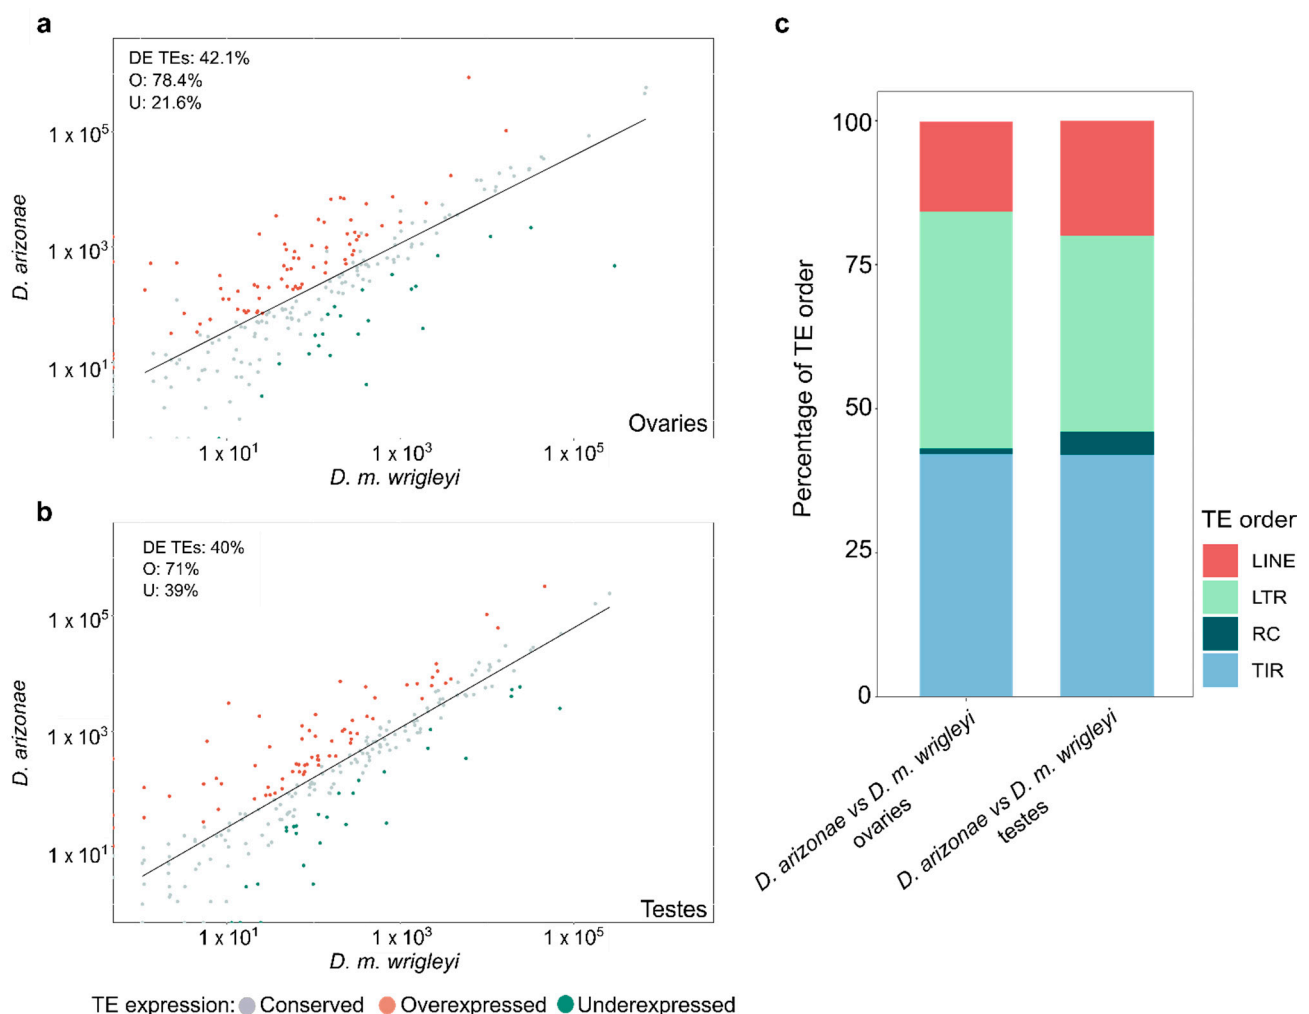 a
DE TEs: 42.1%
O: 78.4%
U: 21.6%
1 x 10⁵
1 x 10³
1 x 10¹
D. arizonae
Ovaries
1 x 10¹
1 x 10³
1 x 10⁵
D. m. wrigleyi
b
DE TEs: 40%
O: 71%
U: 39%
1 x 10⁵
1 x 10³
1 x 10¹
D. arizonae
Testes
1 x 10¹
1 x 10³
1 x 10⁵
D. m. wrigleyi
TE expression:
Conserved
Overexpressed
Underexpressed
c
100
75
50
25
0
Percentage of TE order
D. arizonae vs D. m. wrigleyi
ovaries
D. arizonae vs D. m. wrigleyi
testes
TE order
LINE
LTR
RC
TIR